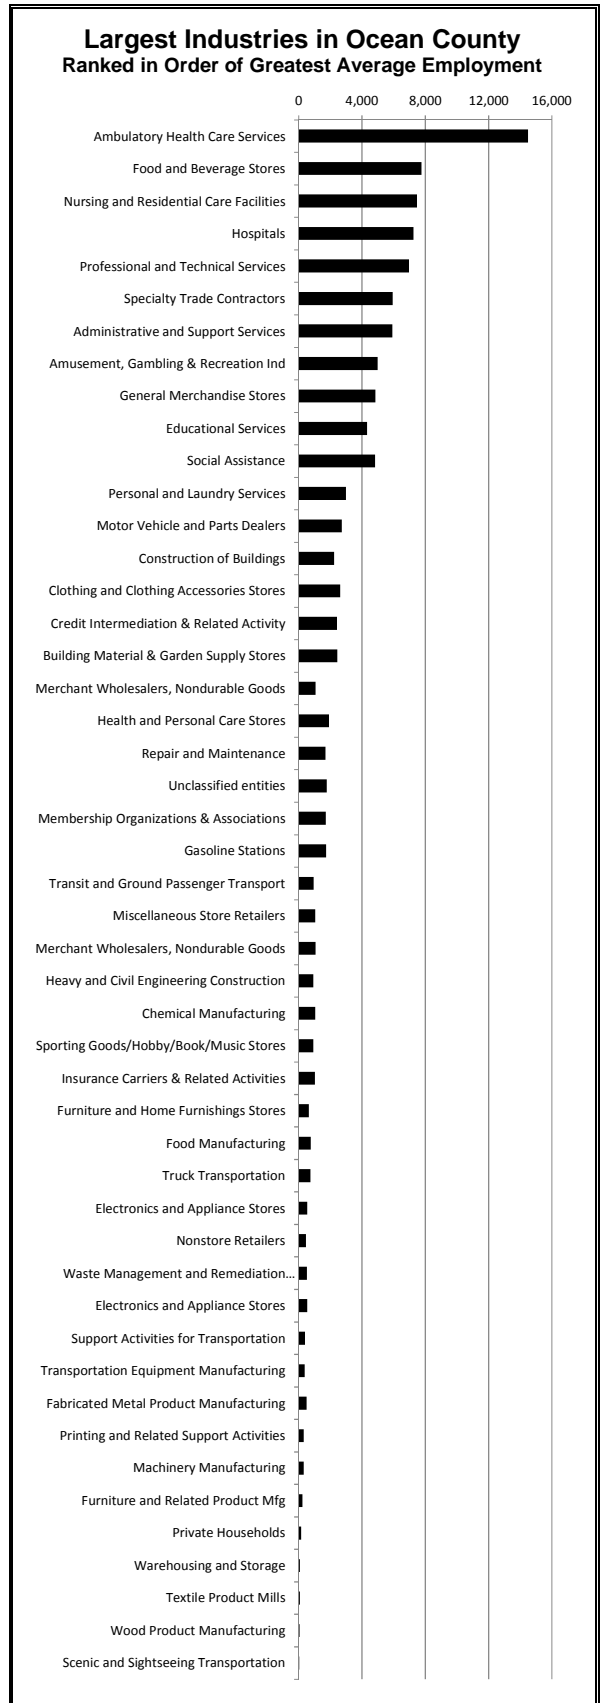 Largest Industries in Ocean County
Ranked in Order of Greatest Average Employment
0 4,000 8,000 12,000 16,000
Ambulatory Health Care Services
Food and Beverage Stores
Nursing and Residential Care Facilities
Hospitals
Professional and Technical Services
Specialty Trade Contractors
Administrative and Support Services
Amusement, Gambling & Recreation Ind
General Merchandise Stores
Educational Services
Social Assistance
Personal and Laundry Services
Motor Vehicle and Parts Dealers
Construction of Buildings
Clothing and Clothing Accessories Stores
Credit Intermediation & Related Activity
Building Material & Garden Supply Stores
Merchant Wholesalers, Nondurable Goods
Health and Personal Care Stores
Repair and Maintenance
Unclassified entities
Membership Organizations & Associations
Gasoline Stations
Transit and Ground Passenger Transport
Miscellaneous Store Retailers
Merchant Wholesalers, Nondurable Goods
Heavy and Civil Engineering Construction
Chemical Manufacturing
Sporting Goods/Hobby/Book/Music Stores
Insurance Carriers & Related Activities
Furniture and Home Furnishings Stores
Food Manufacturing
Truck Transportation
Electronics and Appliance Stores
Nonstore Retailers
Waste Management and Remediation...
Electronics and Appliance Stores
Support Activities for Transportation
Transportation Equipment Manufacturing
Fabricated Metal Product Manufacturing
Printing and Related Support Activities
Machinery Manufacturing
Furniture and Related Product Mfg
Private Households
Warehousing and Storage
Textile Product Mills
Wood Product Manufacturing
Scenic and Sightseeing Transportation